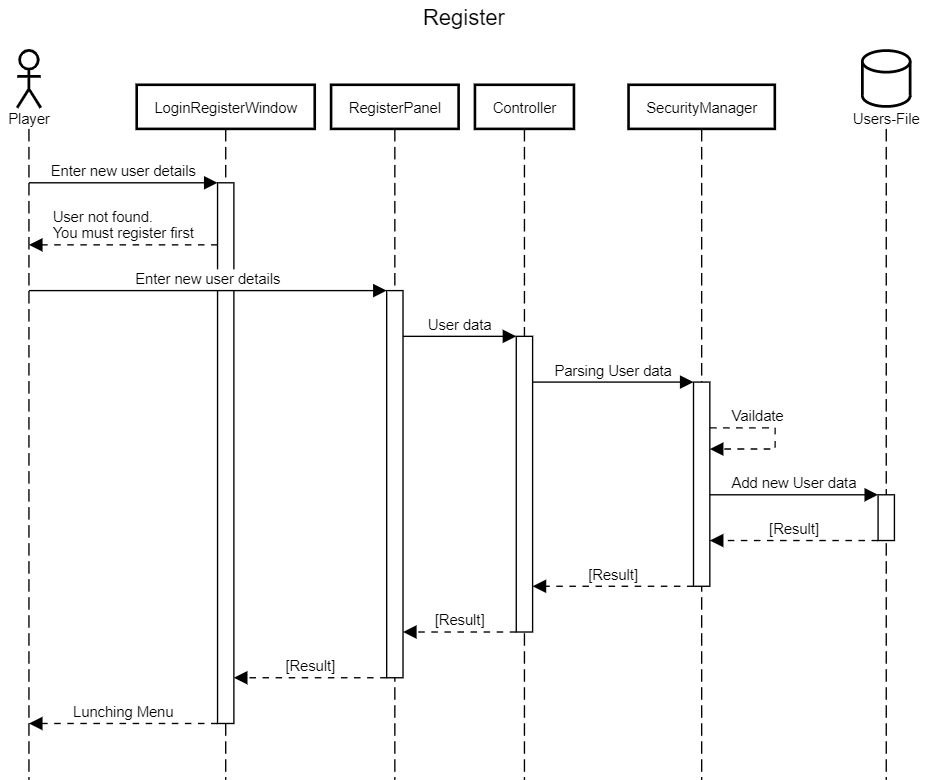 Register
Player
LoginRegisterWindow
RegisterPanel
Controller
SecurityManager
Users-File
Enter new user details
User not found.
You must register first
Enter new user details
User data
Parsing User data
Vaildate
Add new User data
[Result]
[Result]
[Result]
[Result]
Lunching Menu